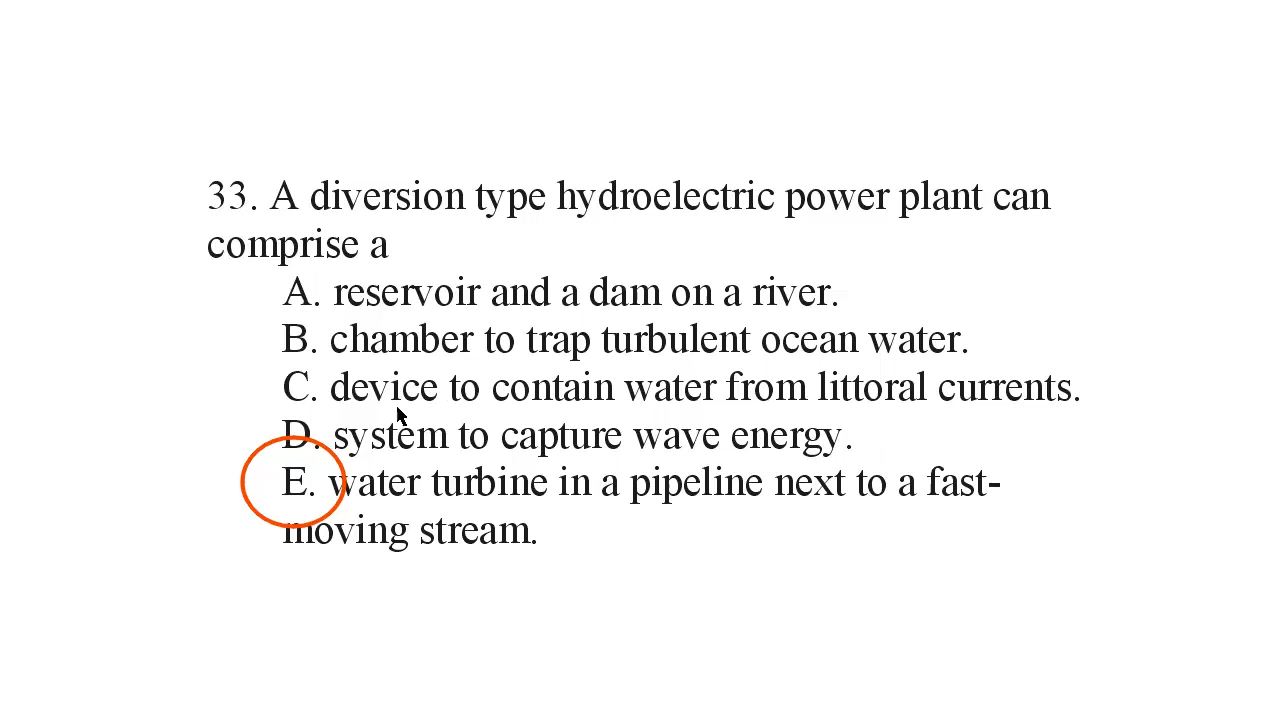 33. A diversion type hydroelectric power plant can
comprise a
A. reservoir and a dam on a river.
B. chamber to trap turbulent ocean water.
C. device to contain water from littoral currents.
D. system to capture wave energy.
E. water turbine in a pipeline next to a fast-
moving stream.